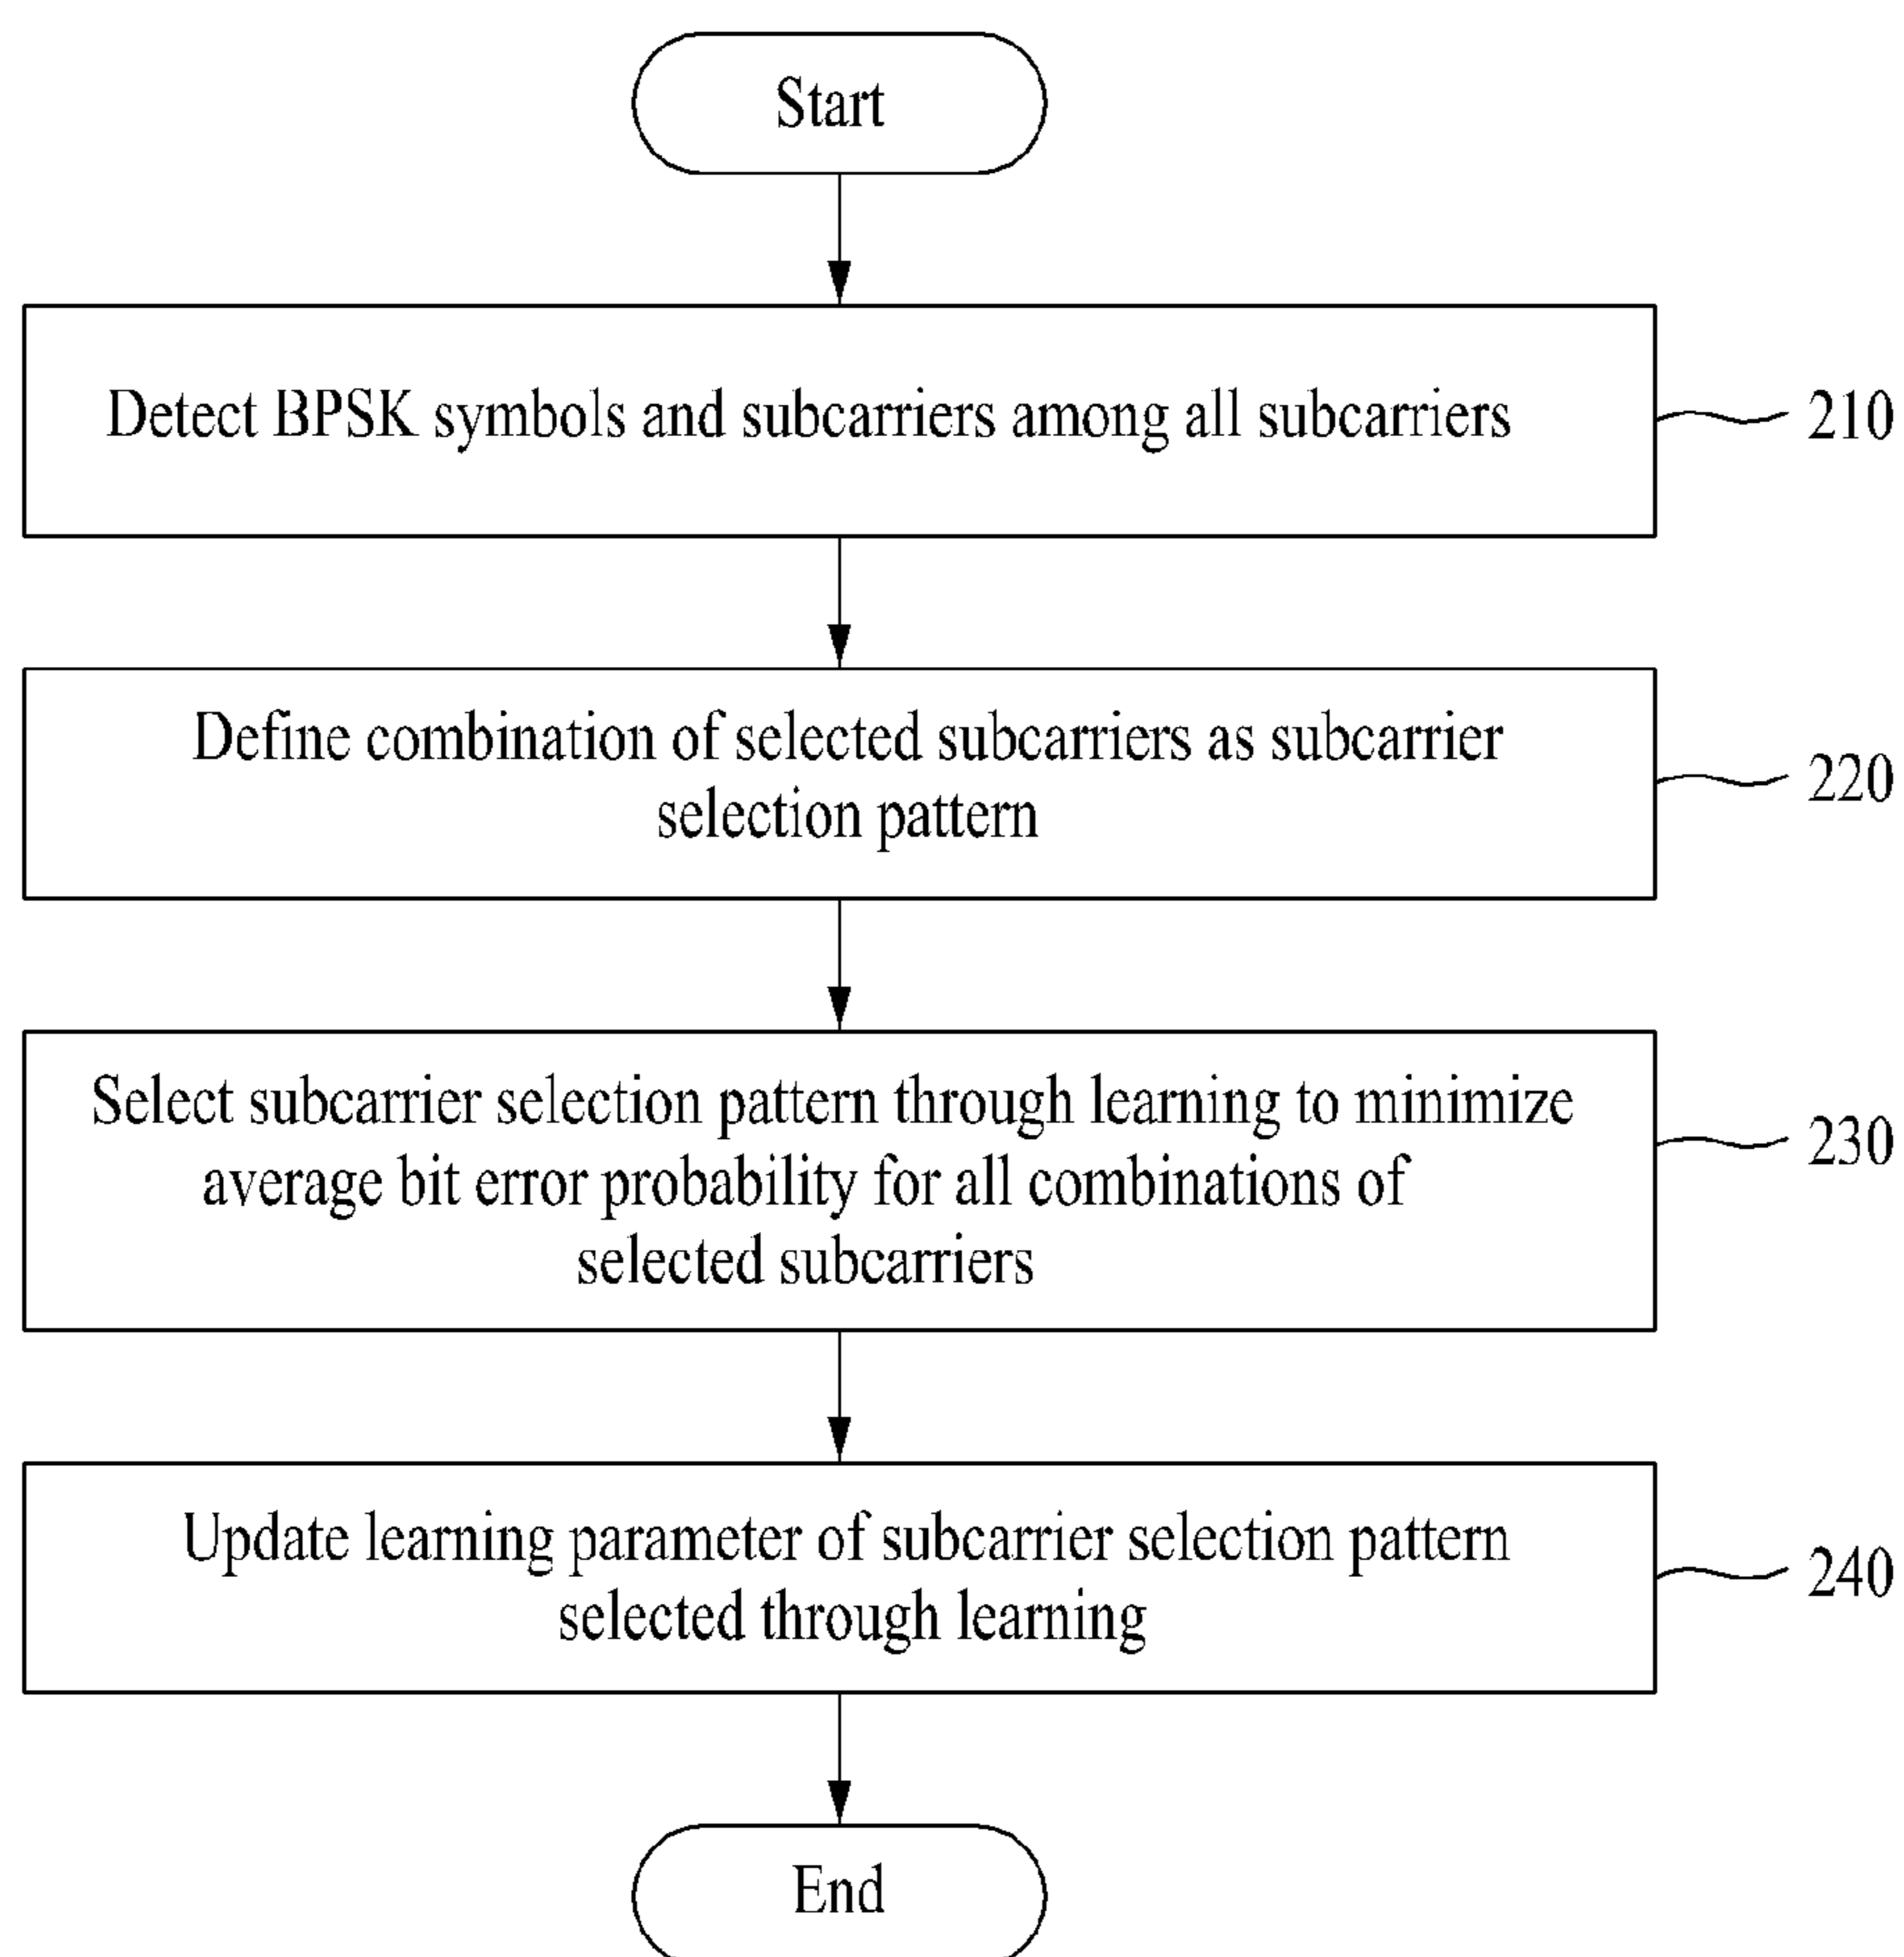 Start
Detect BPSK symbols and subcarriers among all subcarriers
210
Define combination of selected subcarriers as subcarrier
selection pattern
220
Select subcarrier selection pattern through learning to minimize
average bit error probability for all combinations of
selected subcarriers
230
Update learning parameter of subcarrier selection pattern
selected through learning
240
End